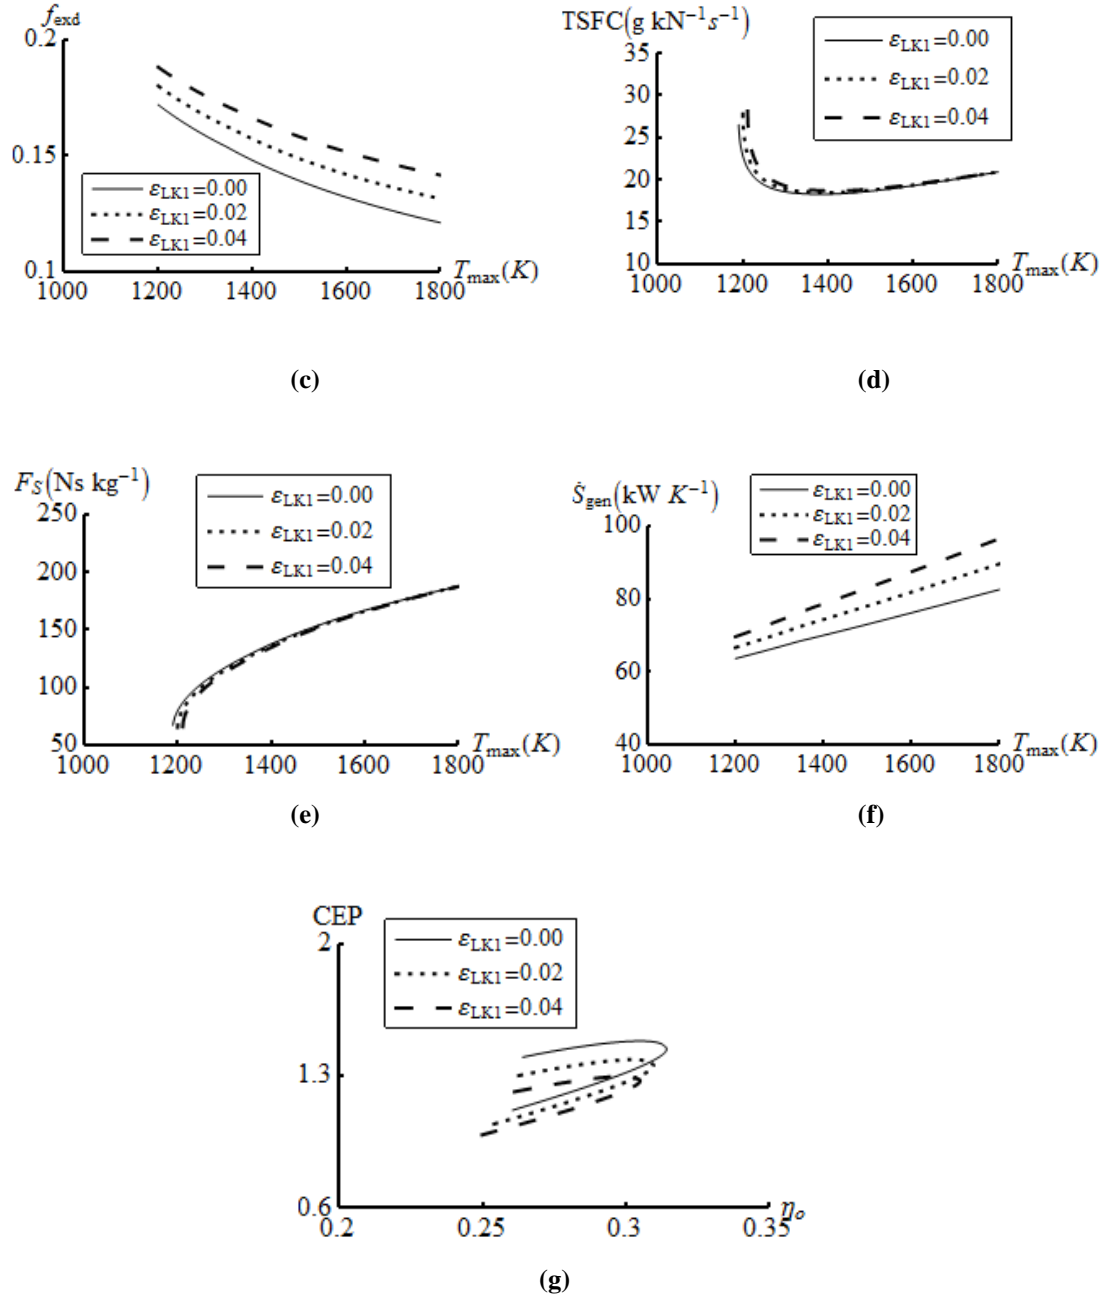 f_exd
0.2
0.15
0.1
ε_LK1=0.00
ε_LK1=0.02
ε_LK1=0.04
1000 1200 1400 1600 1800 T_max(K)
(c)
TSFC(g kN⁻¹s⁻¹)
ε_LK1=0.00
ε_LK1=0.02
ε_LK1=0.04
35
30
25
20
15
10
1000 1200 1400 1600 1800 T_max(K)
(d)
F_S(Ns kg⁻¹)
ε_LK1=0.00
ε_LK1=0.02
ε_LK1=0.04
250
200
150
100
50
1000 1200 1400 1600 1800 T_max(K)
(e)
Ṡ_gen(kW K⁻¹)
ε_LK1=0.00
ε_LK1=0.02
ε_LK1=0.04
100
80
60
40
1000 1200 1400 1600 1800 T_max(K)
(f)
CEP
ε_LK1=0.00
ε_LK1=0.02
ε_LK1=0.04
2
1.3
0.6
0.2 0.25 0.3 0.35 η_o
(g)